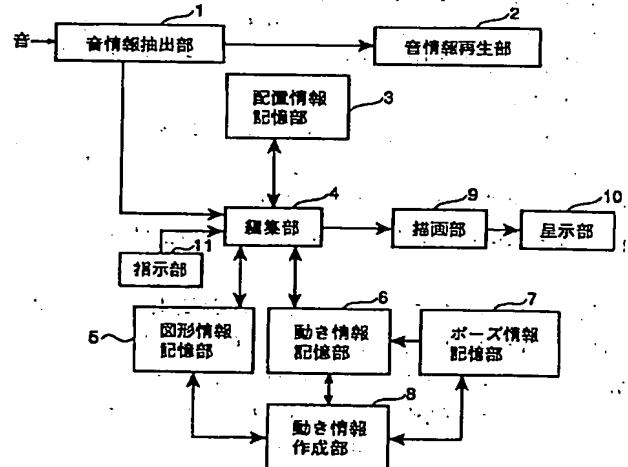 1
2
音
音情報抽出部
音情報再生部
配置情報
記憶部
3
4
9
10
編集部
描画部
呈示部
11
指示部
5
図形情報
記憶部
6
動き情報
記憶部
7
ポーズ情報
記憶部
8
動き情報
作成部